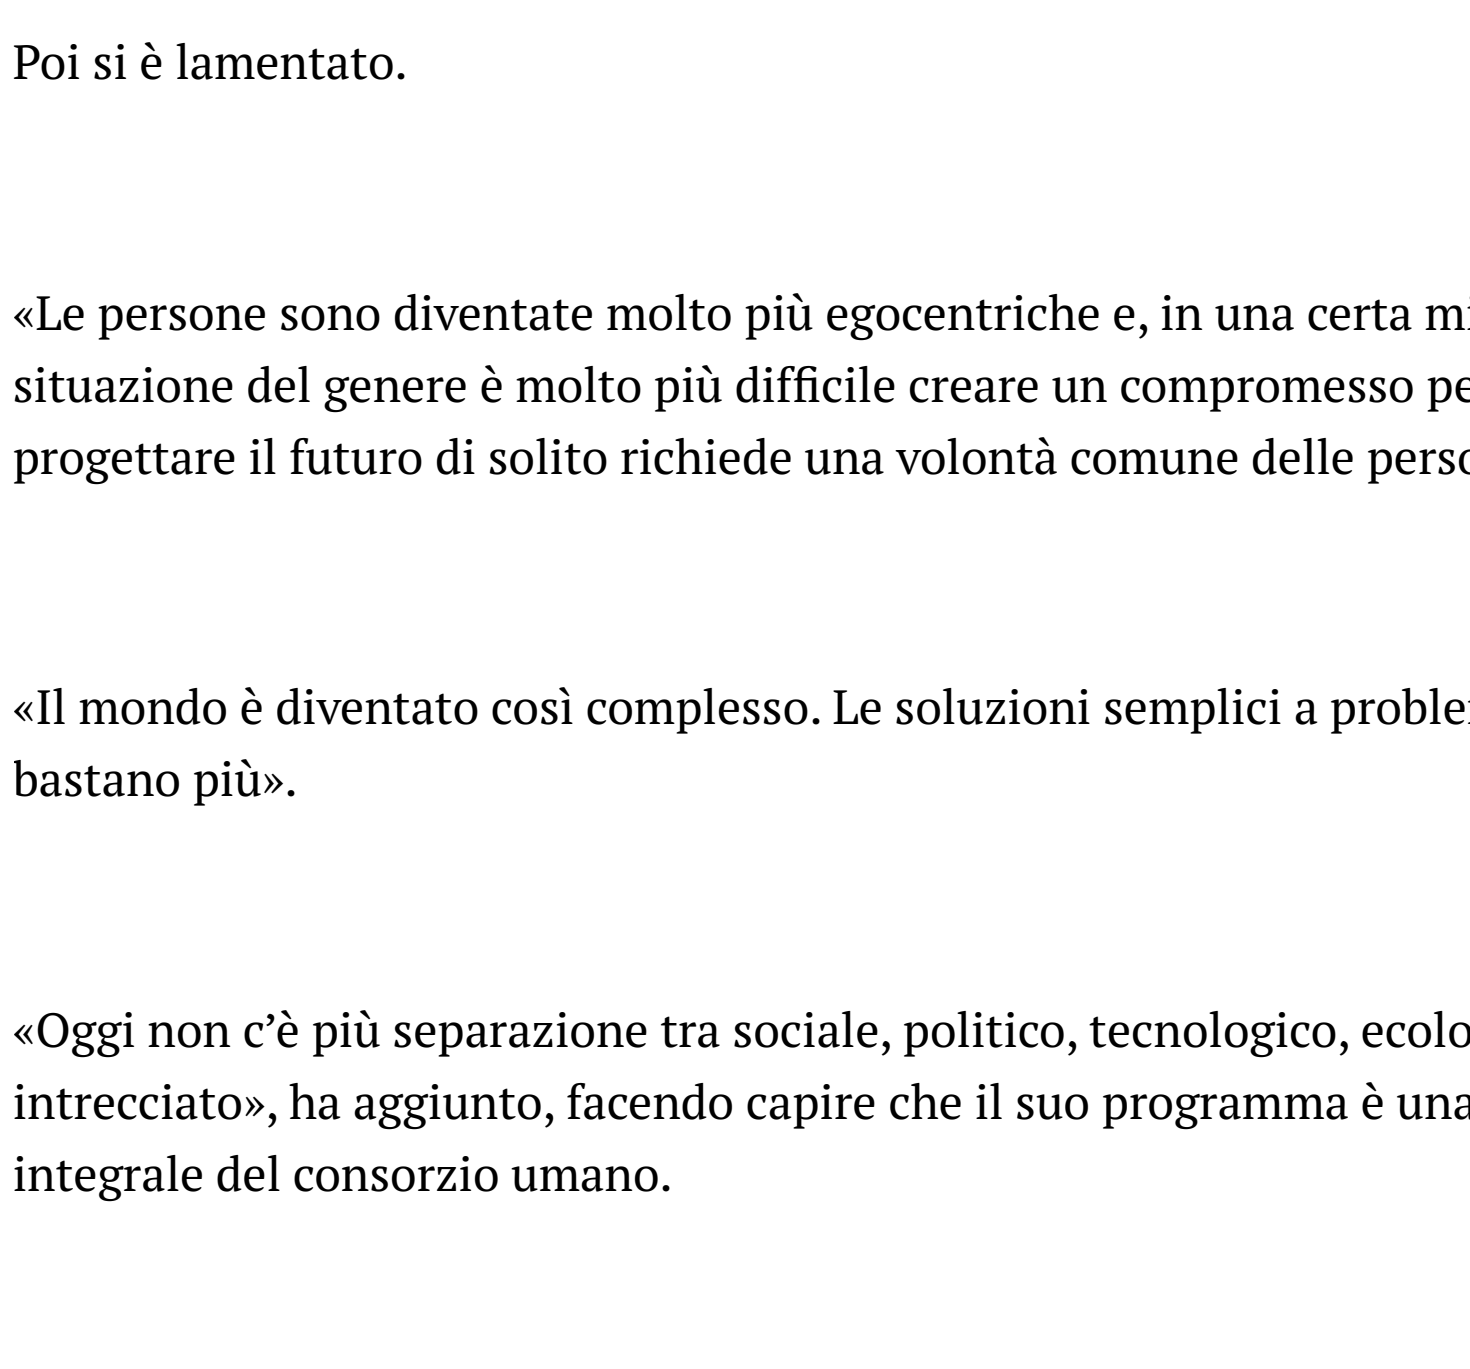 Poi si è lamentato.
«Le persone sono diventate molto più egocentriche e, in una certa
situazione del genere è molto più difficile creare un compromesso
progettare il futuro di solito richiede una volontà comune delle
«Il mondo è diventato così complesso. Le soluzioni semplici a
bastano più».
«Oggi non c’è più separazione tra sociale, politico, tecnologico,
intrecciato», ha aggiunto, facendo capire che il suo programma è una
integrale del consorzio umano.